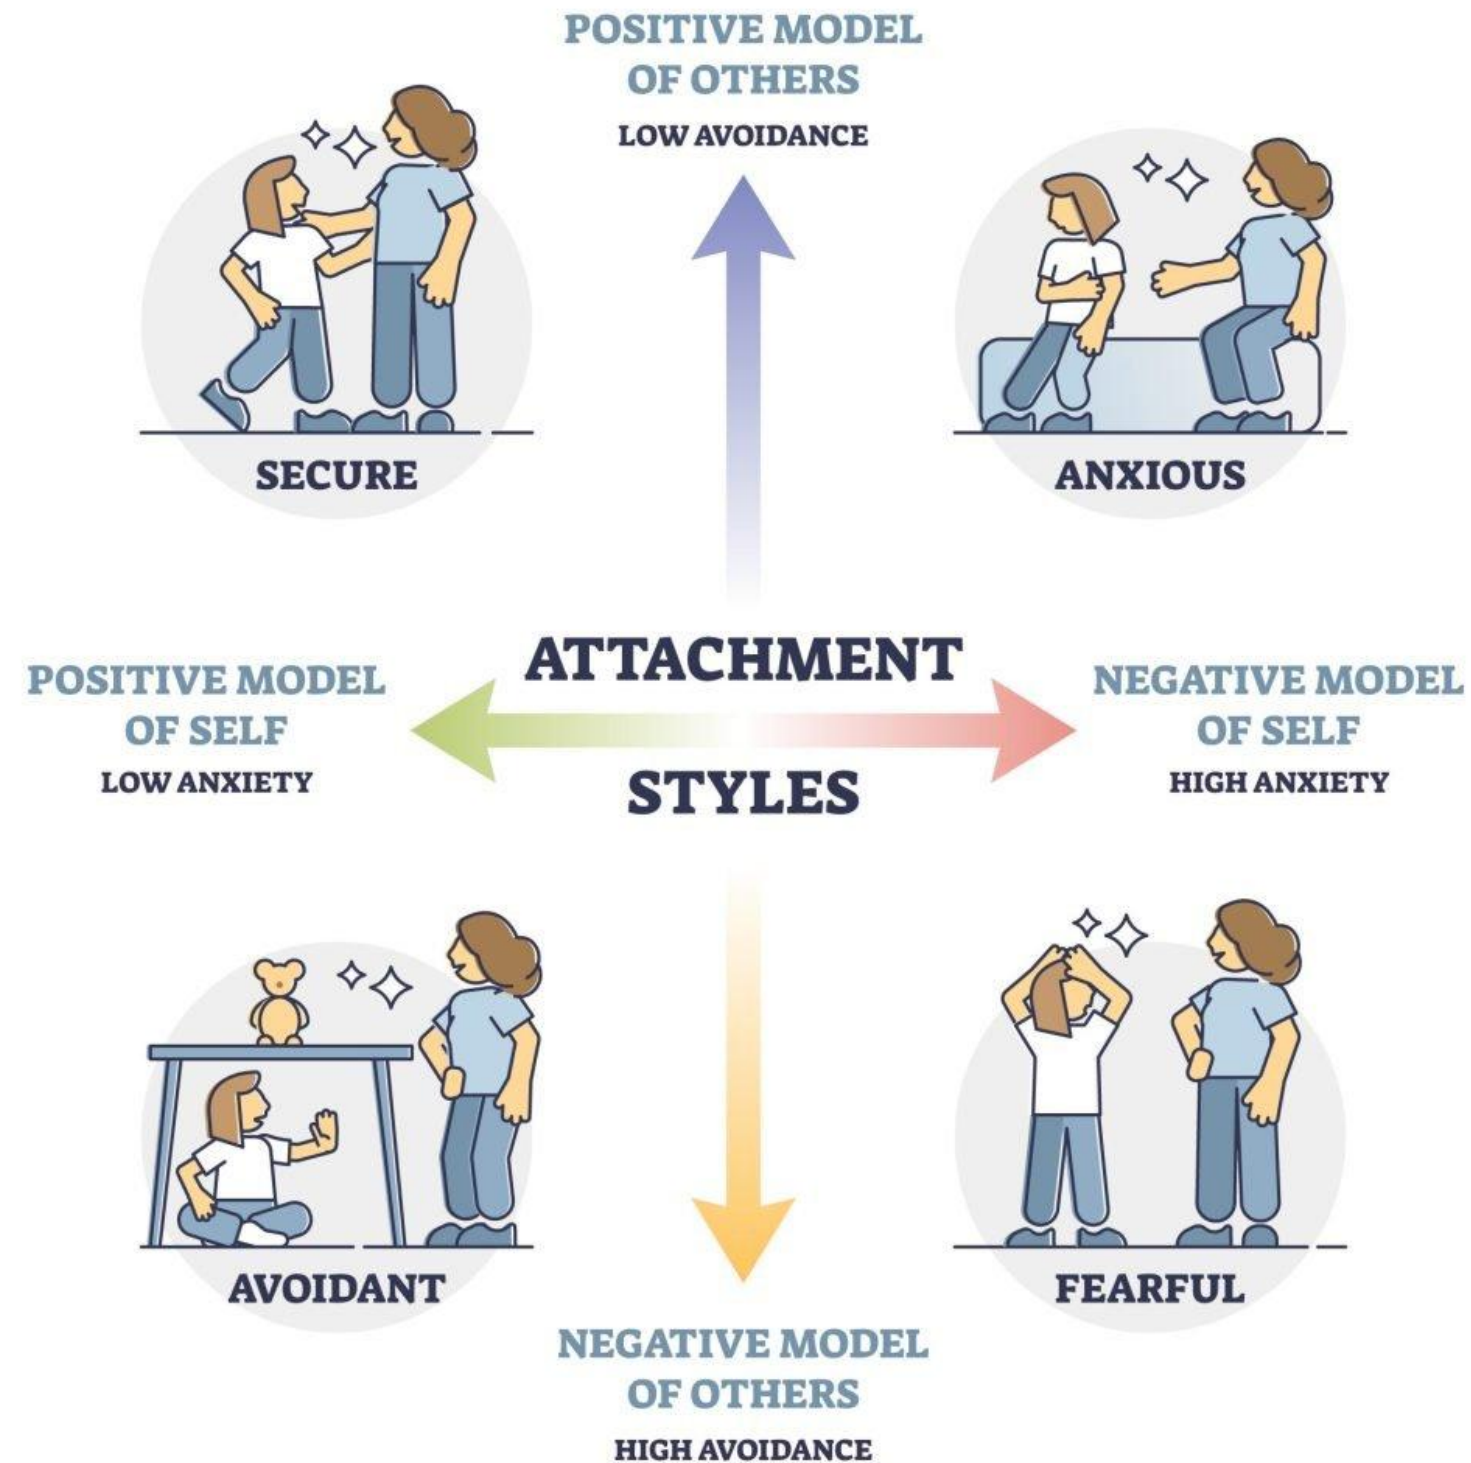 POSITIVE MODEL
OF OTHERS
LOW AVOIDANCE
SECURE
ANXIOUS
ATTACHMENT
STYLES
POSITIVE MODEL
OF SELF
LOW ANXIETY
NEGATIVE MODEL
OF SELF
HIGH ANXIETY
AVOIDANT
FEARFUL
NEGATIVE MODEL
OF OTHERS
HIGH AVOIDANCE